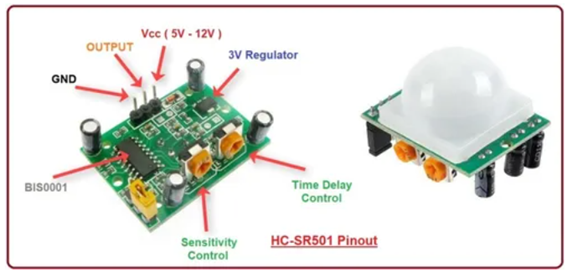 Vcc ( 5V - 12V )
OUTPUT
3V Regulator
GND
BIS0001
Time Delay
Control
Sensitivity
Control
HC-SR501 Pinout